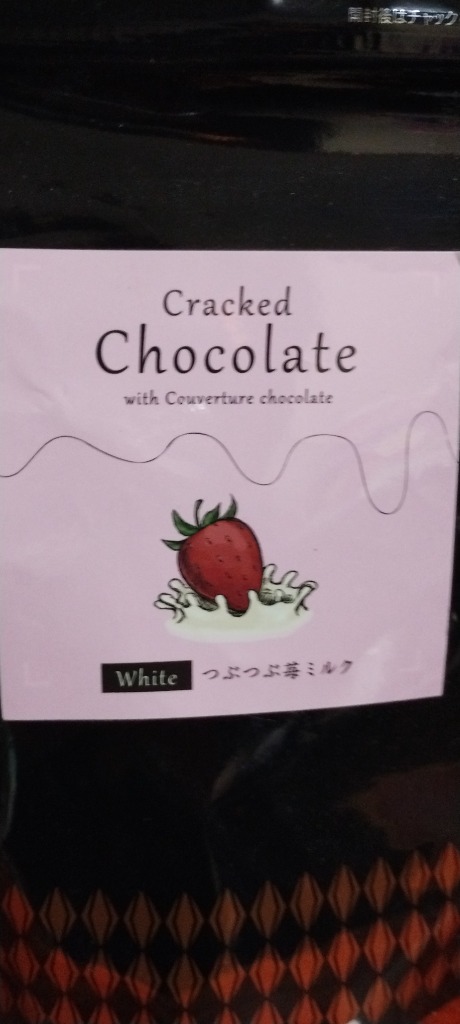 開封後はチャック
Cracked
Chocolate
with Couverture chocolate
White つぶつぶ苺ミルク